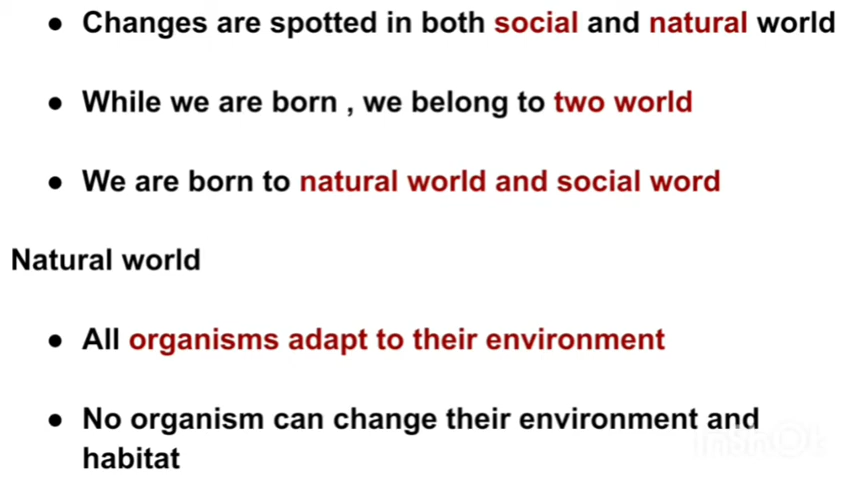 • Changes are spotted in both social and natural world
• While we are born , we belong to two world
• We are born to natural world and social word
Natural world
• All organisms adapt to their environment
• No organism can change their environment and
habitat